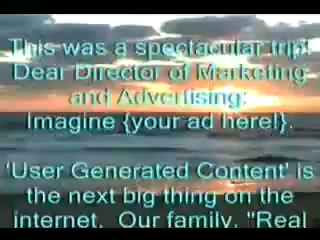 This was a spectacular trip!
Dear Director of Marketing
and Advertising:
Imagine {your ad here!}.
'User Generated Content' is
the next big thing on the
internet. Our family, "Real